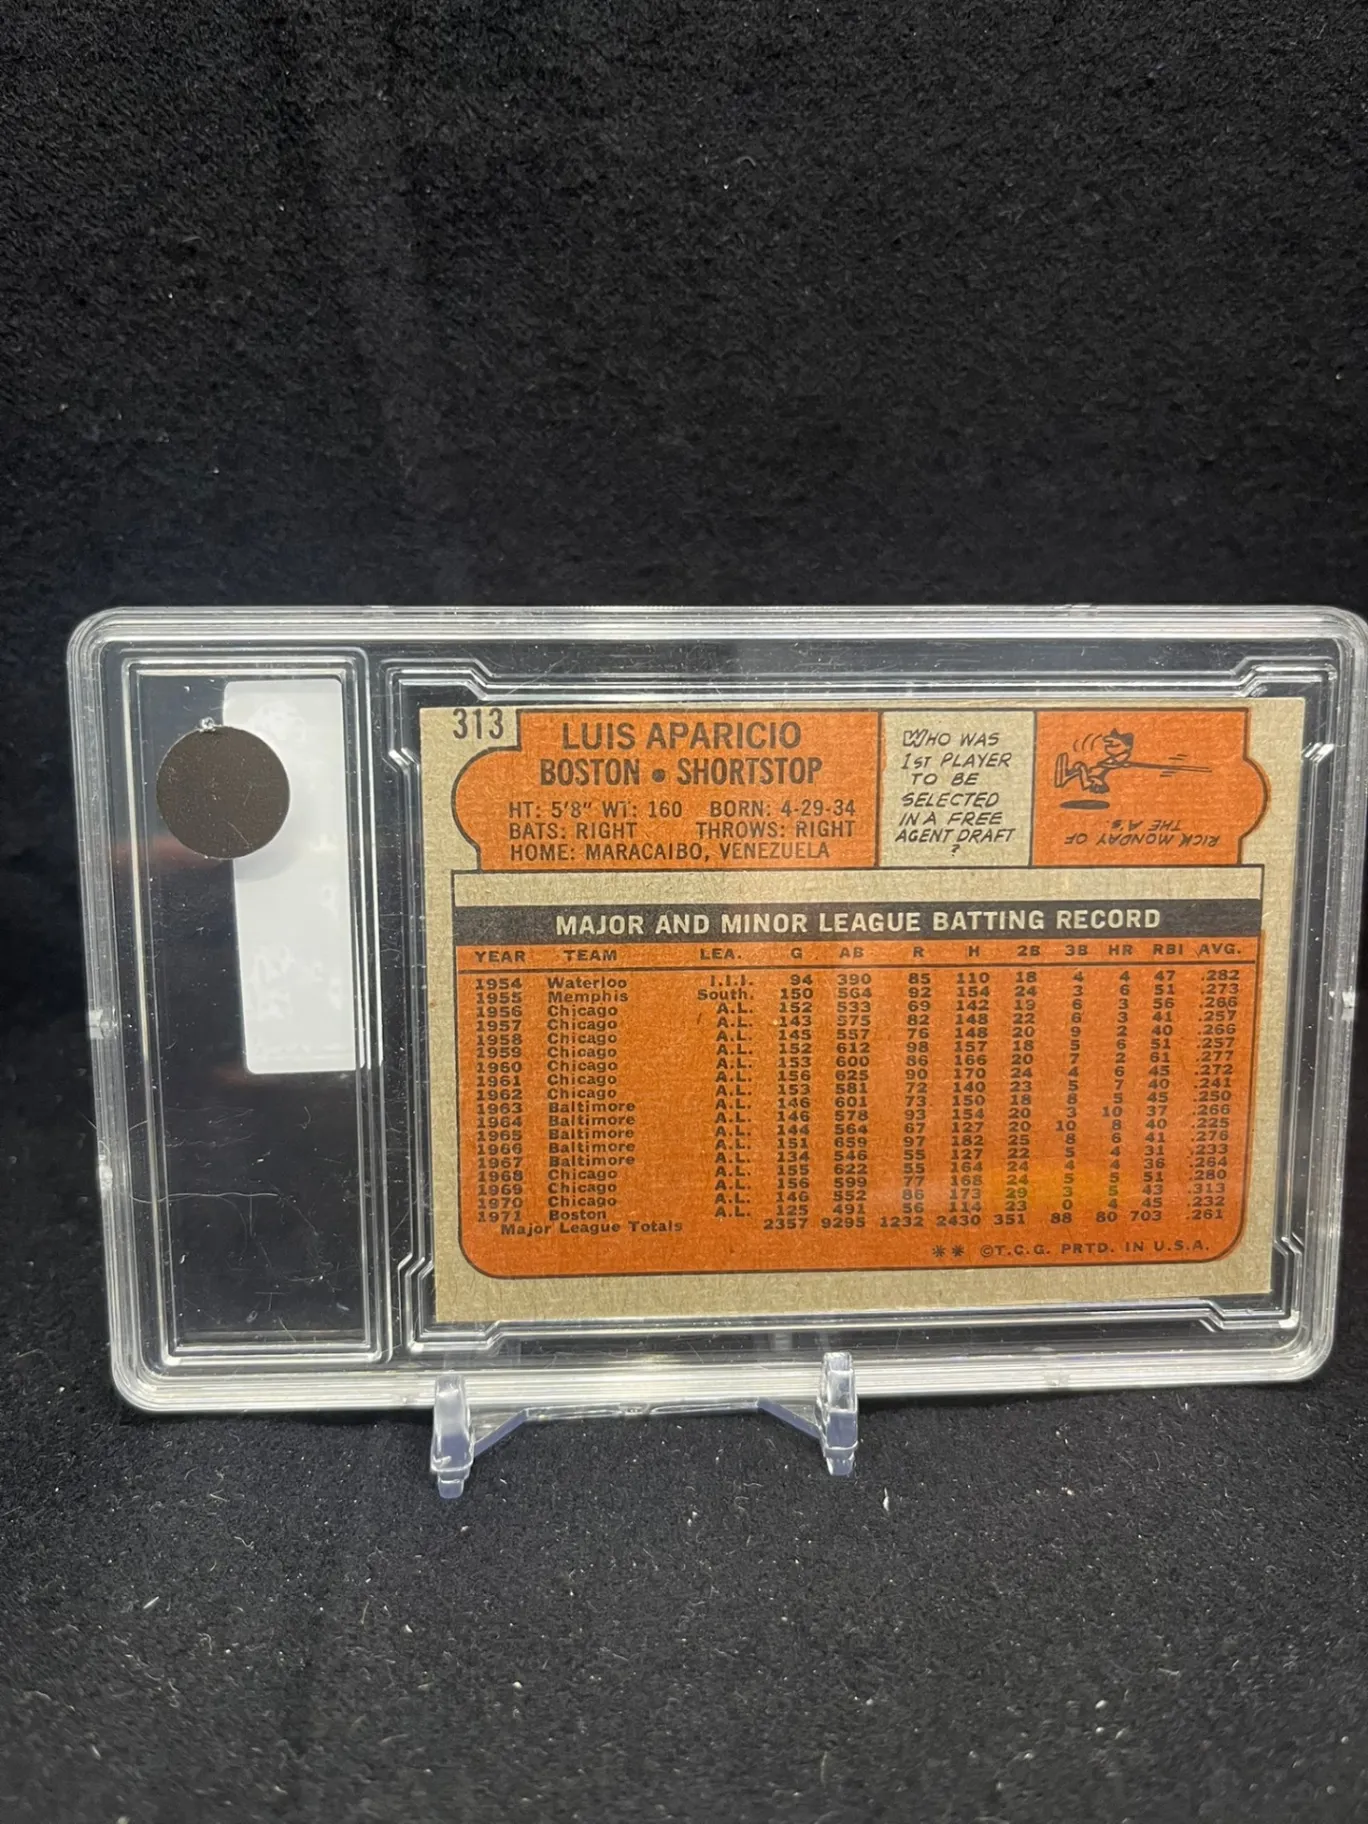 313
LUIS APARICIO
BOSTON • SHORTSTOP
HT: 5'8" WT: 160 BORN: 4-29-34
BATS: RIGHT THROWS: RIGHT
HOME: MARACAIBO, VENEZUELA
WHO WAS
1ST PLAYER
TO BE
SELECTED
IN A FREE
AGENT DRAFT
?
RICK MONDAY OF
THE A's.
MAJOR AND MINOR LEAGUE BATTING RECORD
YEAR TEAM LEA. G AB R H 2B 3B HR RBI AVG.
1954 Waterloo I.I.I. 94 390 85 110 18 4 4 47 .282
1955 Memphis South. 150 564 92 154 24 3 6 51 .273
1956 Chicago A.L. 152 533 69 142 19 6 3 56 .266
1957 Chicago A.L. 143 575 82 148 22 6 3 41 .257
1958 Chicago A.L. 145 557 76 148 20 9 2 40 .266
1959 Chicago A.L. 152 612 98 157 18 5 6 51 .257
1960 Chicago A.L. 153 600 86 166 20 7 2 61 .277
1961 Chicago A.L. 156 625 90 170 24 4 6 45 .272
1962 Chicago A.L. 153 581 72 140 23 5 7 40 .241
1963 Baltimore A.L. 146 601 73 150 18 8 5 45 .250
1964 Baltimore A.L. 146 578 93 154 20 3 10 37 .266
1965 Baltimore A.L. 144 564 67 127 20 10 8 40 .225
1966 Baltimore A.L. 151 659 97 182 25 8 6 41 .276
1967 Baltimore A.L. 134 546 55 127 22 5 4 31 .233
1968 Chicago A.L. 155 622 55 164 24 4 4 36 .264
1969 Chicago A.L. 156 599 77 168 24 5 5 51 .280
1970 Chicago A.L. 146 552 86 173 29 3 5 43 .313
1971 Boston A.L. 125 491 56 114 23 0 4 45 .232
Major League Totals 2357 9295 1232 2430 351 88 80 703 .261
** ©T.C.G. PRTD. IN U.S.A.